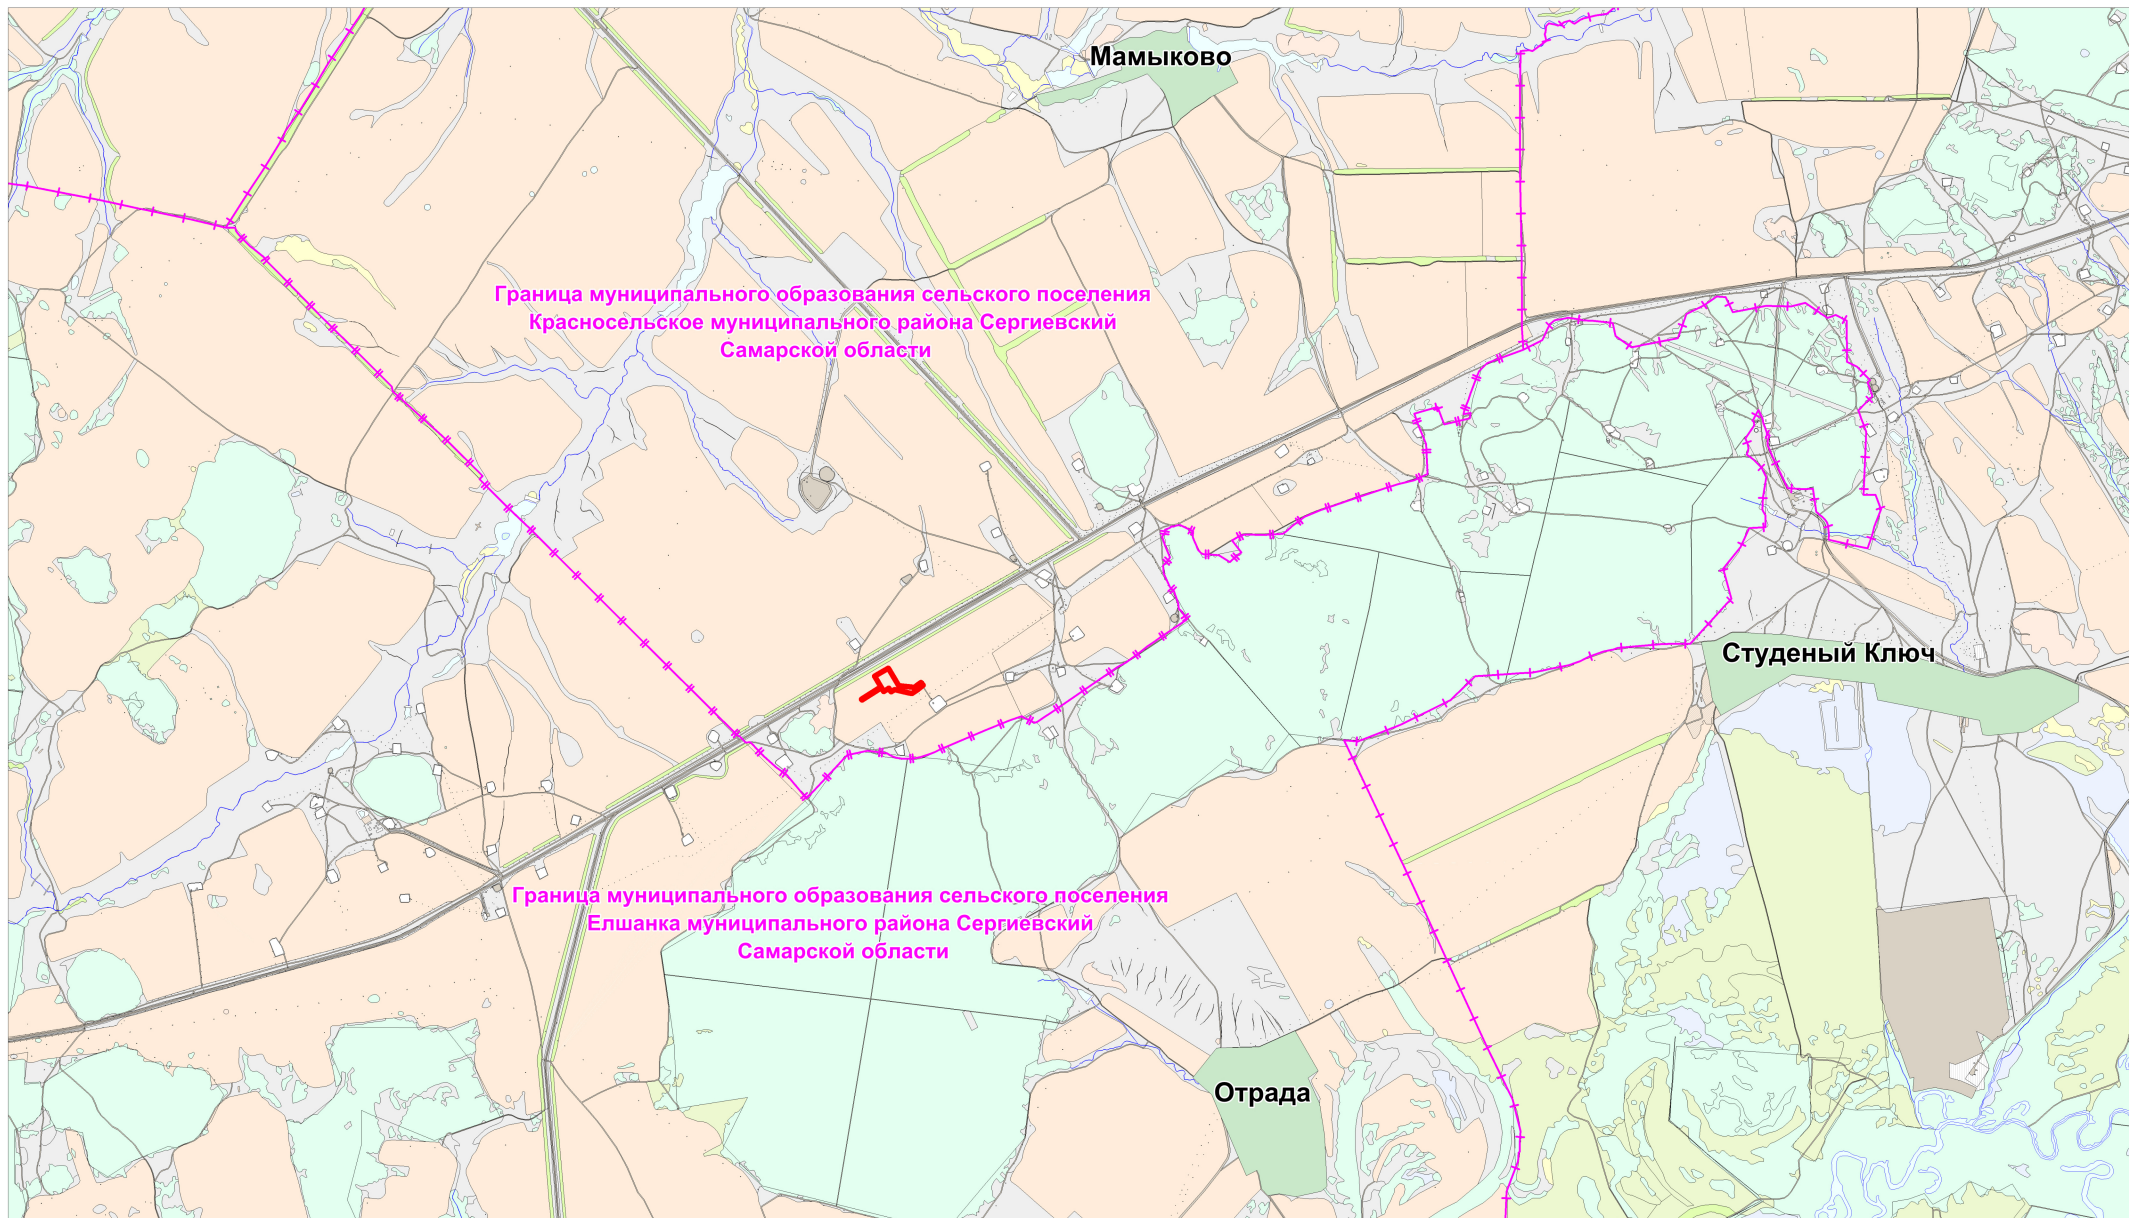 Мамыково
Граница муниципального образования сельского поселения
Красносельское муниципального района Сергиевский
Самарской области
Студеный Ключ
Граница муниципального образования сельского поселения
Елшанка муниципального района Сергиевский
Самарской области
Отрада